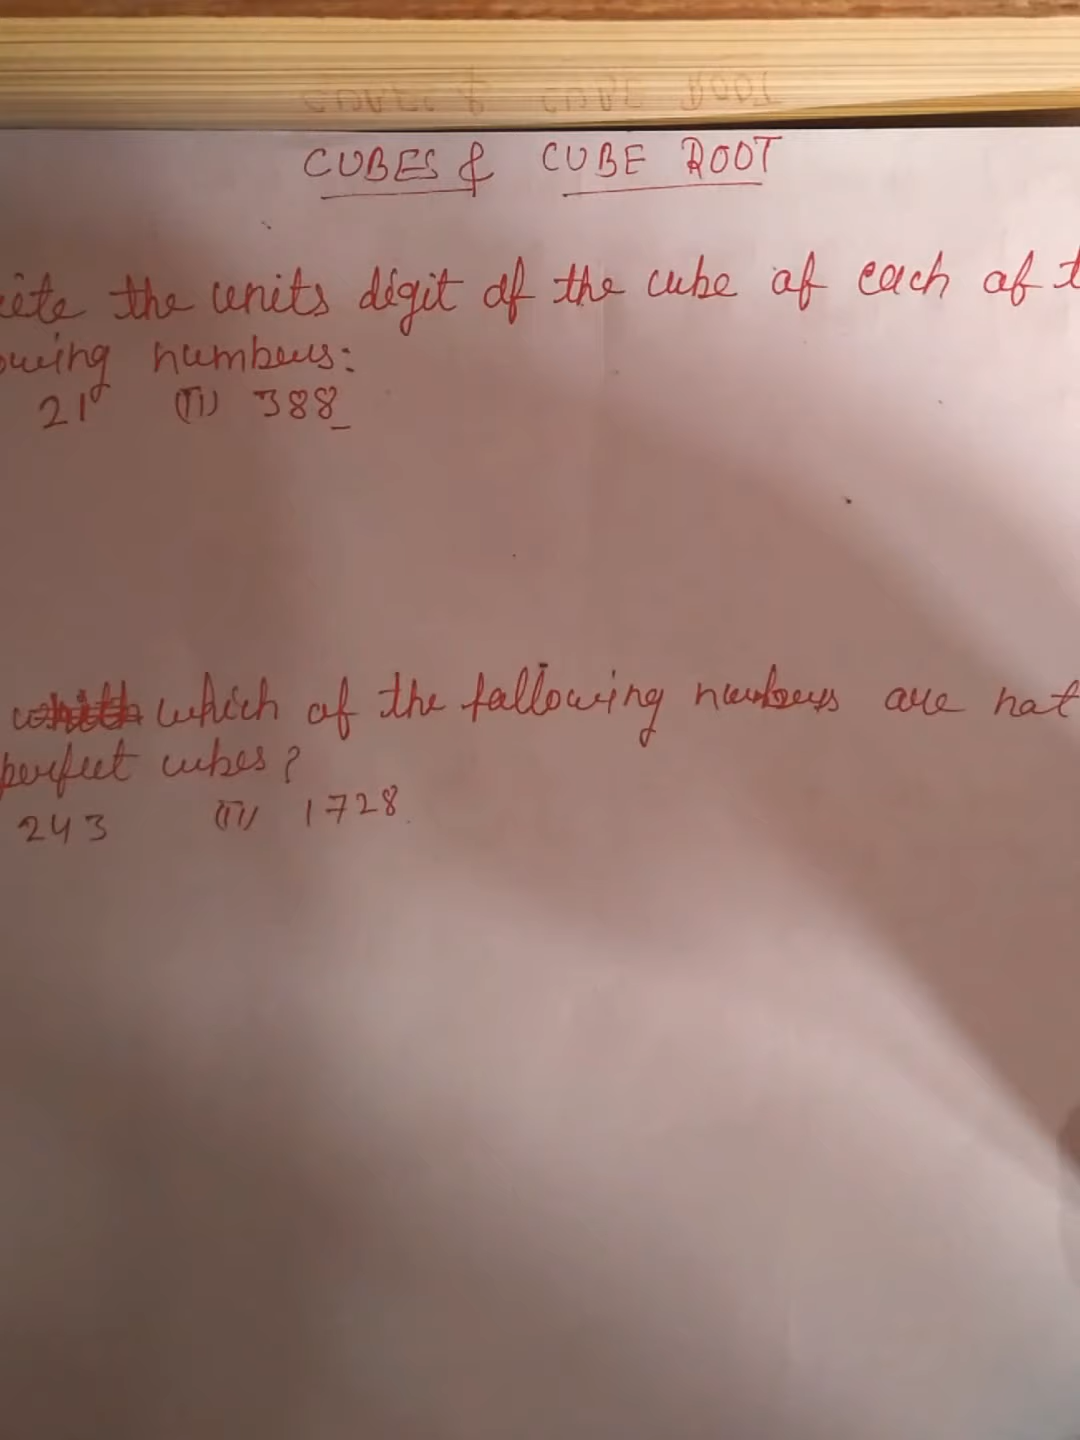 CUBES & CUBE ROOT
ite the units digit of the cube of each of t
owing numbers:
21 (II) 388
which of the following numbers are not
perfect cubes?
243 (II) 1728